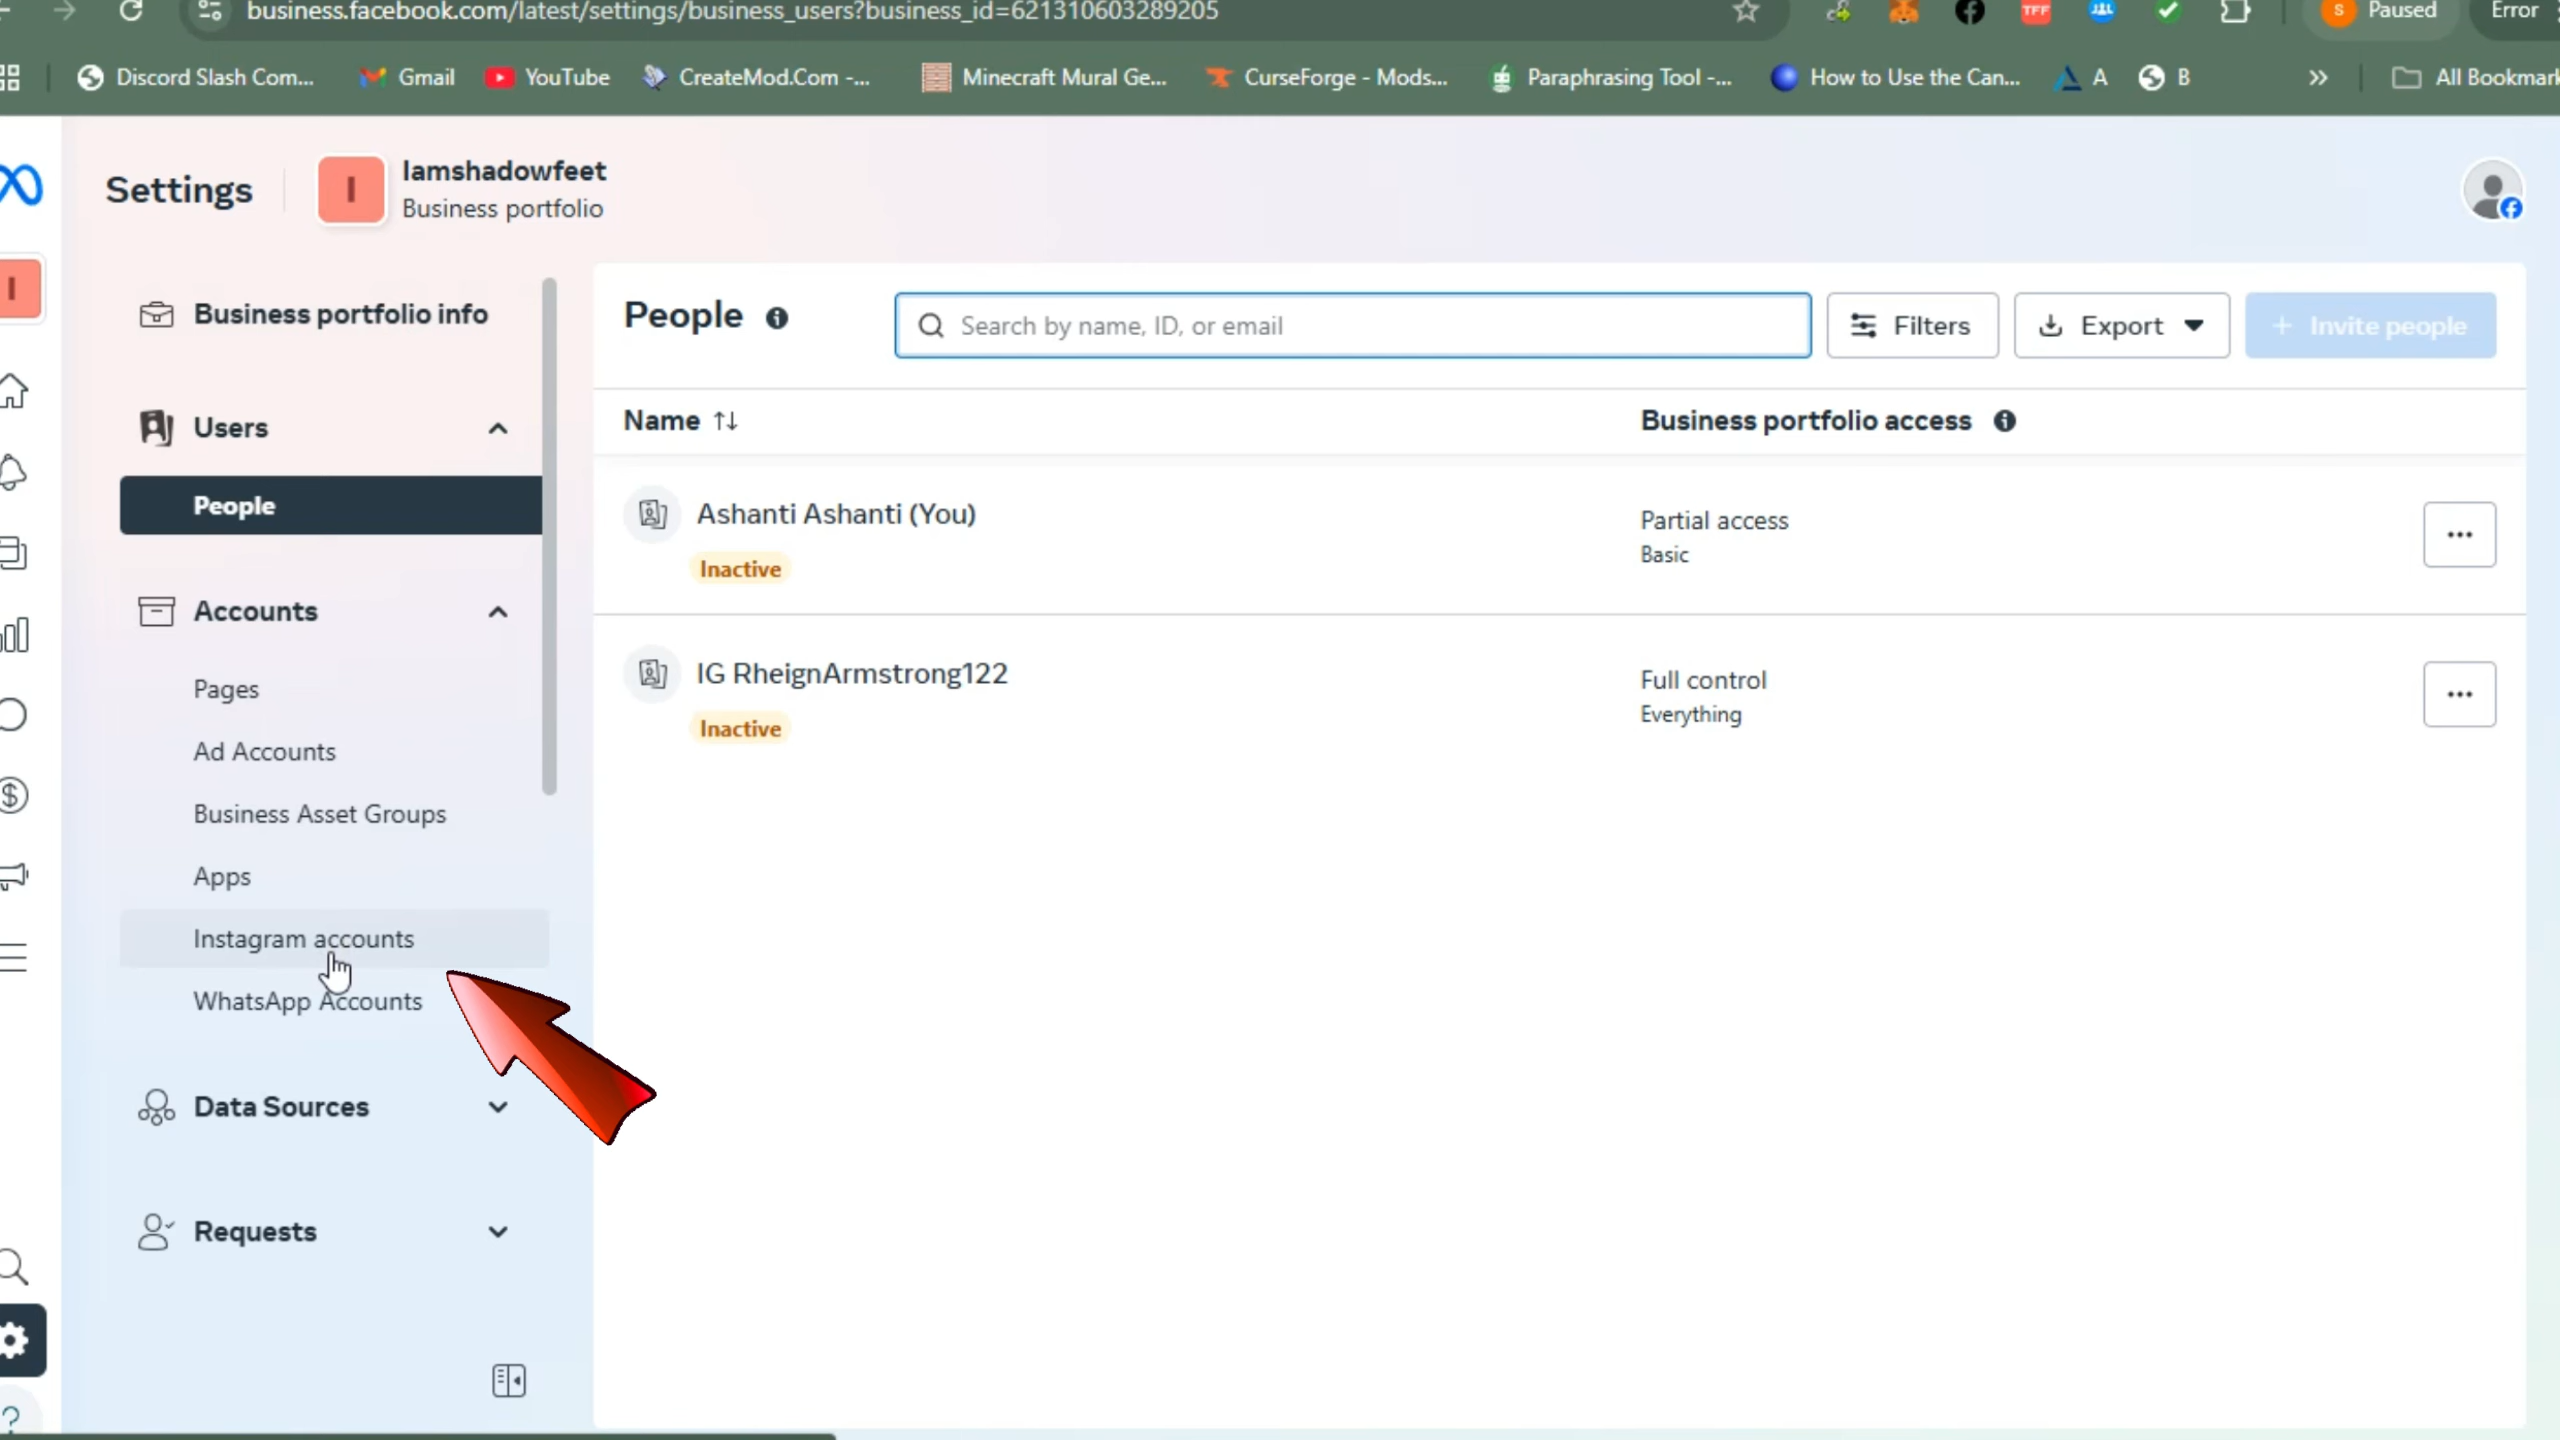 business.facebook.com/latest/settings/business_users?business_id=621310603289205
TFF
S Paused
Error
Discord Slash Com...
Gmail
YouTube
CreateMod.Com -...
Minecraft Mural Ge...
CurseForge - Mods...
Paraphrasing Tool -...
How to Use the Can...
A
B
All Bookmark
Settings
I
Iamshadowfeet
Business portfolio
I
Business portfolio info
Users
People
Accounts
Pages
Ad Accounts
Business Asset Groups
Apps
Instagram accounts
WhatsApp Accounts
Data Sources
Requests
People
Search by name, ID, or email
Filters
Export
+ Invite people
Name
Business portfolio access
Ashanti Ashanti (You)
Inactive
Partial access
Basic
IG RheignArmstrong122
Inactive
Full control
Everything